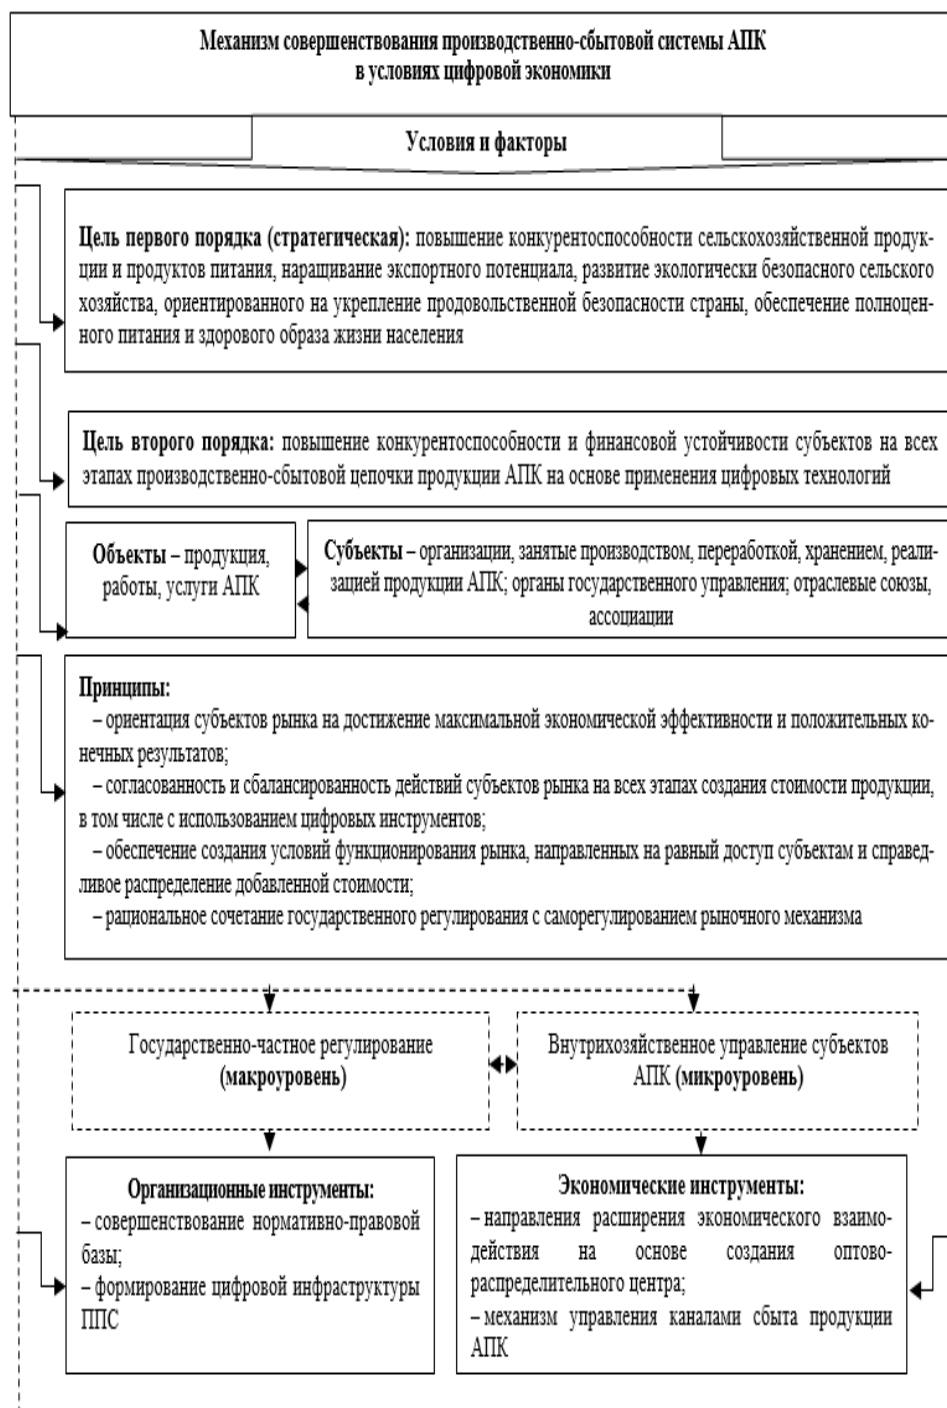 Механизм совершенствования производственно-сбытовой системы АПК
в условиях цифровой экономики
Условия и факторы
Цель первого порядка (стратегическая): повышение конкурентоспособности сельскохозяйственной продук-
ции и продуктов питания, наращивание экспортного потенциала, развитие экологически безопасного сельского
хозяйства, ориентированного на укрепление продовольственной безопасности страны, обеспечение полноцен-
ного питания и здорового образа жизни населения
Цель второго порядка: повышение конкурентоспособности и финансовой устойчивости субъектов на всех
этапах производственно-сбытовой цепочки продукции АПК на основе применения цифровых технологий
Объекты – продукция,
работы, услуги АПК
Субъекты – организации, занятые производством, переработкой, хранением, реали-
зацией продукции АПК; органы государственного управления; отраслевые союзы,
ассоциации
Принципы:
– ориентация субъектов рынка на достижение максимальной экономической эффективности и положительных ко-
нечных результатов;
– согласованность и сбалансированность действий субъектов рынка на всех этапах создания стоимости продукции,
в том числе с использованием цифровых инструментов;
– обеспечение создания условий функционирования рынка, направленных на равный доступ субъектам и справед-
ливое распределение добавленной стоимости;
– рациональное сочетание государственного регулирования с саморегулированием рыночного механизма
Государственно-частное регулирование
(макроуровень)
Внутрихозяйственное управление субъектов
АПК (микроуровень)
Организационные инструменты:
– совершенствование нормативно-правовой
базы;
– формирование цифровой инфраструктуры
ППС
Экономические инструменты:
– направления расширения экономического взаимо-
действия на основе создания оптово-
распределительного центра;
– механизм управления каналами сбыта продукции
АПК